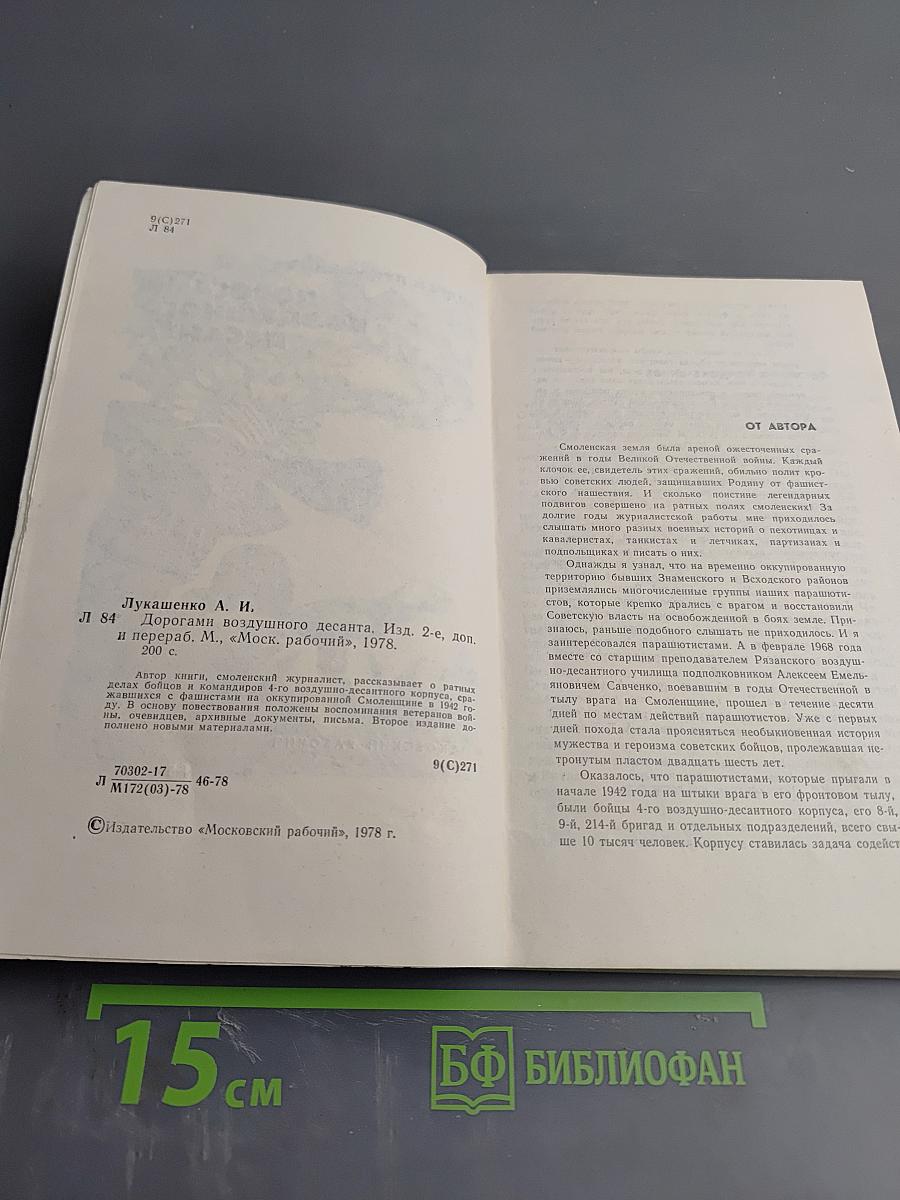 9(С)271
Л 84
Лукашенко А. И.
Л 84 Дорогами воздушного десанта. Изд. 2-е, доп.
и перераб. М., «Моск. рабочий», 1978.
200 с.
Автор книги, смоленский журналист, рассказывает о ратных
делах бойцов и командиров 4-го воздушно-десантного корпуса, сра-
жавшихся с фашистами на оккупированной Смоленщине в 1942 го-
ду. В основу повествования положены воспоминания ветеранов вой-
ны, очевидцев, архивные документы, письма. Второе издание до-
полнено новыми материалами.
9(С)271
Л 70302-17 46-78
М172(03)-78
©Издательство «Московский рабочий», 1978 г.
ОТ АВТОРА
Смоленская земля была ареной ожесточенных сра-
жений в годы Великой Отечественной войны. Каждый
клочок ее, свидетель этих сражений, обильно полит кро-
вью советских людей, защищавших Родину от фашист-
ского нашествия. И сколько поистине легендарных
подвигов совершено на ратных полях смоленских! За
долгие годы журналистской работы мне приходилось
слышать много разных военных историй о пехотинцах и
кавалеристах, танкистах и летчиках, партизанах и
подпольщиках и писать о них.
Однажды я узнал, что на временно оккупированную
территорию бывших Знаменского и Всходского районов
приземлялись многочисленные группы наших парашюти-
стов, которые крепко дрались с врагом и восстановили
Советскую власть на освобожденной в боях земле. При-
знаюсь, раньше подобного слышать не приходилось. И я
заинтересовался парашютистами. А в феврале 1968 года
вместе со старшим преподавателем Рязанского воздуш-
но-десантного училища подполковником Алексеем Емель-
яновичем Савченко, воевавшим в годы Отечественной в
тылу врага на Смоленщине, прошел в течение десяти
дней по местам действий парашютистов. Уже с первых
дней похода стала проясняться необыкновенная история
мужества и героизма советских бойцов, пролежавшая не-
тронутым пластом двадцать шесть лет.
Оказалось, что парашютистами, которые прыгали в
начале 1942 года на штыки врага в его фронтовом тылу,
были бойцы 4-го воздушно-десантного корпуса, его 8-й,
9-й, 214-й бригад и отдельных подразделений, всего свы-
ше 10 тысяч человек. Корпусу ставилась задача содейст
15 см
БФ БИБЛИОФАН